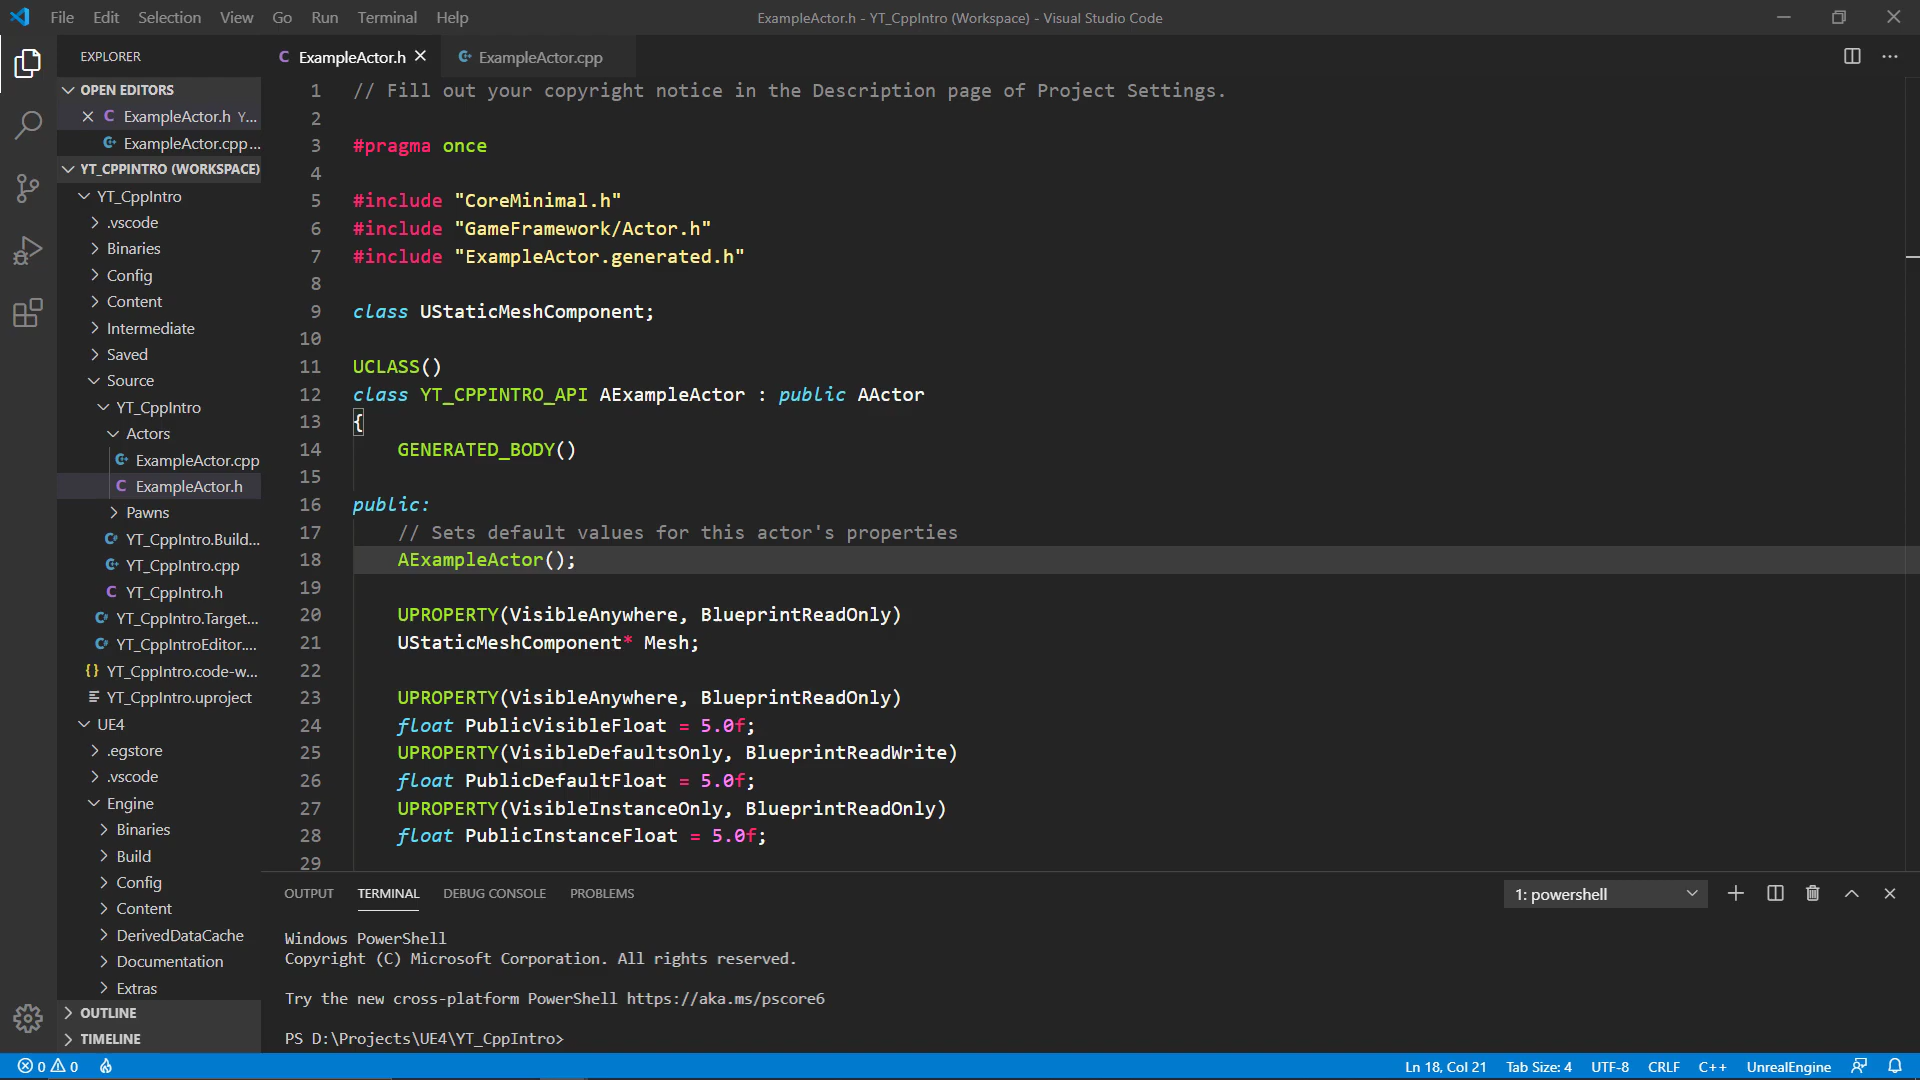 File Edit Selection View Go Run Terminal Help
ExampleActor.h - YT_CppIntro (Workspace) - Visual Studio Code
EXPLORER
OPEN EDITORS
ExampleActor.h Y...
ExampleActor.cpp...
YT_CPPINTRO (WORKSPACE)
YT_CppIntro
.vscode
Binaries
Config
Content
Intermediate
Saved
Source
YT_CppIntro
Actors
ExampleActor.cpp
ExampleActor.h
Pawns
YT_CppIntro.Build...
YT_CppIntro.cpp
YT_CppIntro.h
YT_CppIntro.Target...
YT_CppIntroEditor....
YT_CppIntro.code-w...
YT_CppIntro.uproject
UE4
.egstore
.vscode
Engine
Binaries
Build
Config
Content
DerivedDataCache
Documentation
Extras
OUTLINE
TIMELINE
ExampleActor.h ExampleActor.cpp
1 // Fill out your copyright notice in the Description page of Project Settings.
2
3 #pragma once
4
5 #include "CoreMinimal.h"
6 #include "GameFramework/Actor.h"
7 #include "ExampleActor.generated.h"
8
9 class UStaticMeshComponent;
10
11 UCLASS()
12 class YT_CPPINTRO_API AExampleActor : public AActor
13 {
14 GENERATED_BODY()
15
16 public:
17 // Sets default values for this actor's properties
18 AExampleActor();
19
20 UPROPERTY(VisibleAnywhere, BlueprintReadOnly)
21 UStaticMeshComponent* Mesh;
22
23 UPROPERTY(VisibleAnywhere, BlueprintReadOnly)
24 float PublicVisibleFloat = 5.0f;
25 UPROPERTY(VisibleDefaultsOnly, BlueprintReadWrite)
26 float PublicDefaultFloat = 5.0f;
27 UPROPERTY(VisibleInstanceOnly, BlueprintReadOnly)
28 float PublicInstanceFloat = 5.0f;
29
OUTPUT TERMINAL DEBUG CONSOLE PROBLEMS 1: powershell
Windows PowerShell
Copyright (C) Microsoft Corporation. All rights reserved.
Try the new cross-platform PowerShell https://aka.ms/pscore6
PS D:\Projects\UE4\YT_CppIntro>
0 0 Ln 18, Col 21 Tab Size: 4 UTF-8 CRLF C++ UnrealEngine